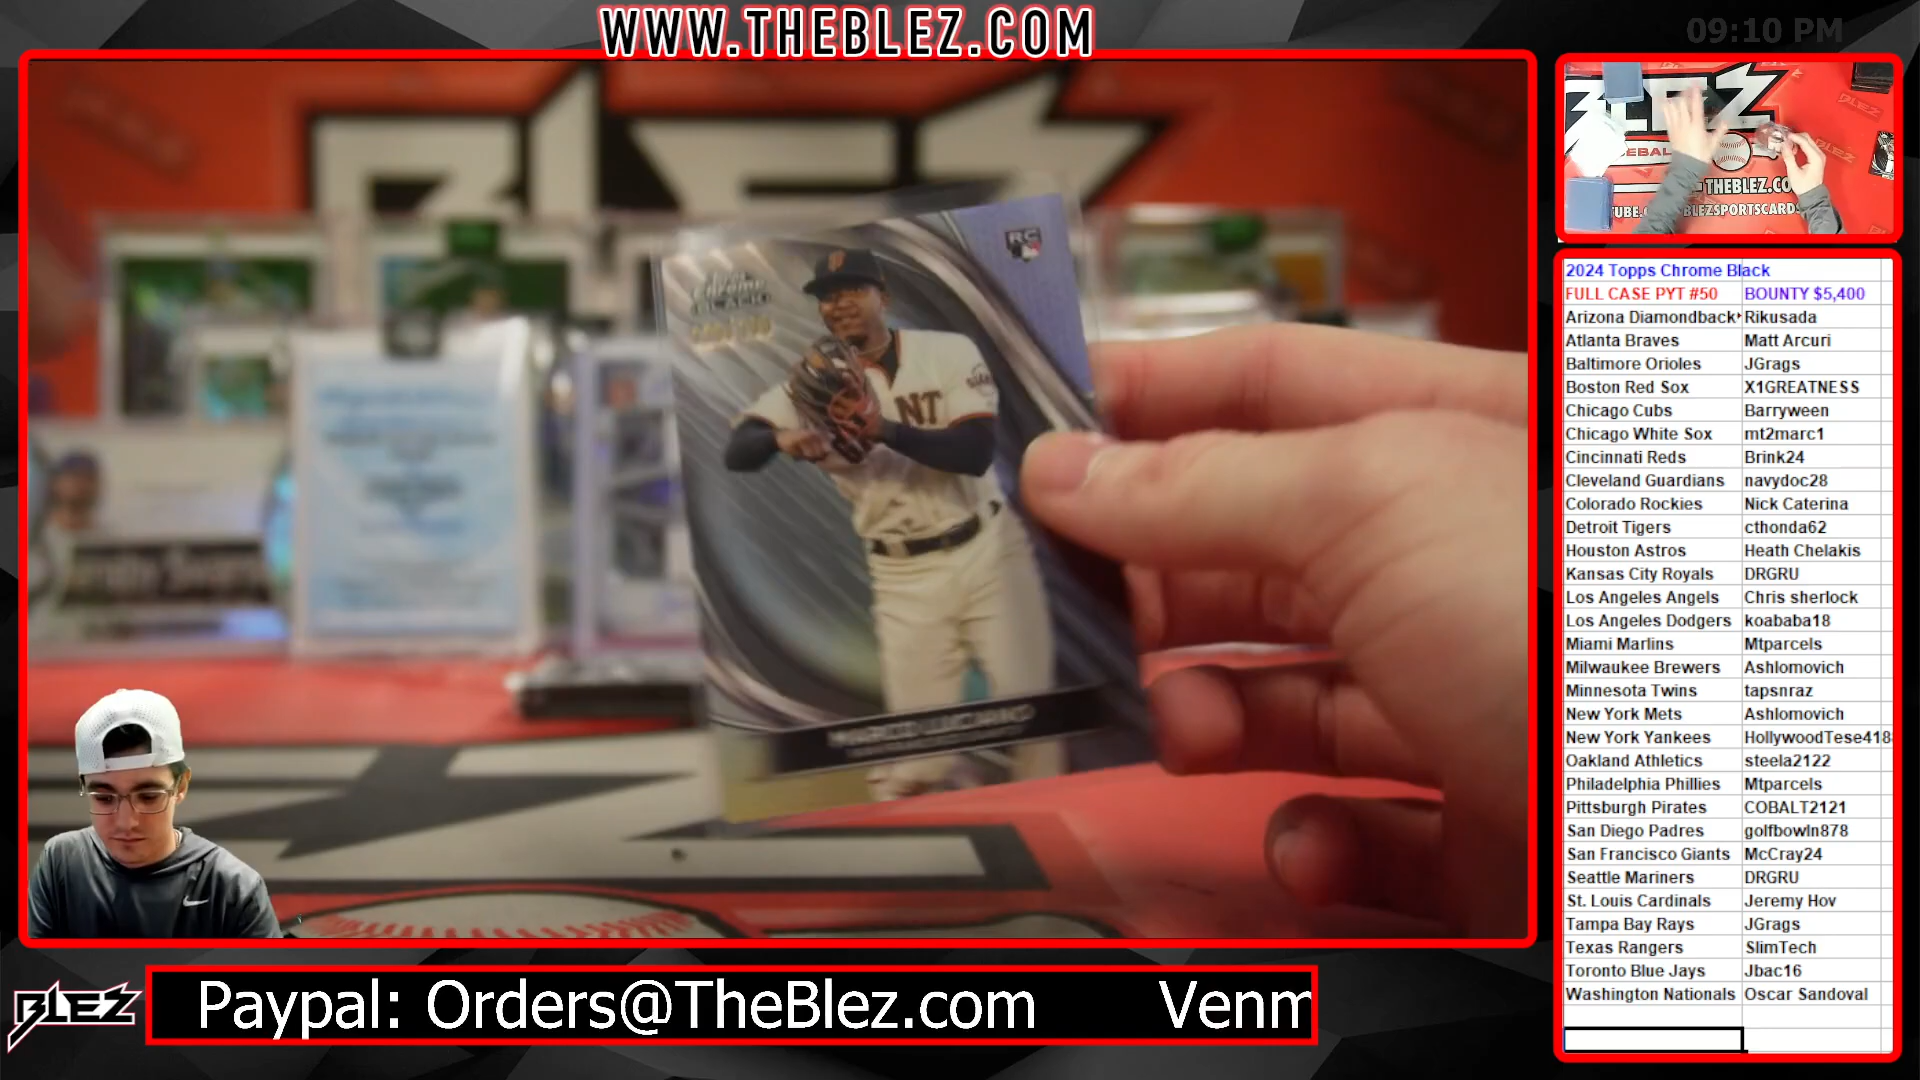 WWW.THEBLEZ.COM
09:10 PM
BLEZ
RC
NT
MARCO LUCIANO
BLEZ
THEBLEZ.CO
BLEZSPORTSCARDS
2024 Topps Chrome Black
FULL CASE PYT #50 BOUNTY $5,400
Arizona Diamondback Rikusada
Atlanta Braves Matt Arcuri
Baltimore Orioles JGrags
Boston Red Sox X1GREATNESS
Chicago Cubs Barryween
Chicago White Sox mt2marc1
Cincinnati Reds Brink24
Cleveland Guardians navydoc28
Colorado Rockies Nick Caterina
Detroit Tigers cthonda62
Houston Astros Heath Chelakis
Kansas City Royals DRGRU
Los Angeles Angels Chris sherlock
Los Angeles Dodgers koababa18
Miami Marlins Mtparcels
Milwaukee Brewers Ashlomovich
Minnesota Twins tapsnraz
New York Mets Ashlomovich
New York Yankees HollywoodTese418
Oakland Athletics steela2122
Philadelphia Phillies Mtparcels
Pittsburgh Pirates COBALT2121
San Diego Padres golfbowln878
San Francisco Giants McCray24
Seattle Mariners DRGRU
St. Louis Cardinals Jeremy Hov
Tampa Bay Rays JGrags
Texas Rangers SlimTech
Toronto Blue Jays Jbac16
Washington Nationals Oscar Sandoval
BLEZ
Paypal: Orders@TheBlez.com Venm